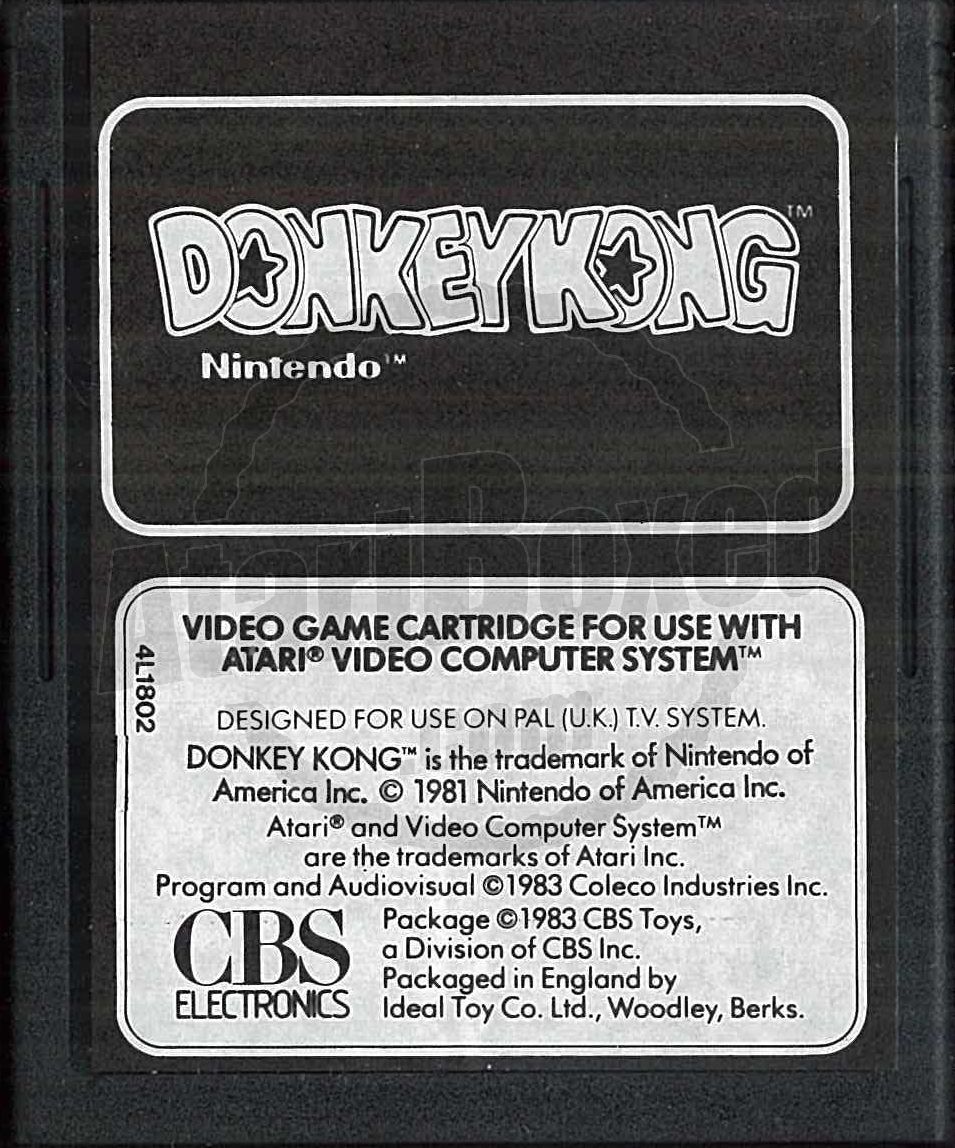 DONKEY KONG™
Nintendo™
VIDEO GAME CARTRIDGE FOR USE WITH
ATARI® VIDEO COMPUTER SYSTEM™
4L1802
DESIGNED FOR USE ON PAL (U.K.) T.V. SYSTEM.
DONKEY KONG™ is the trademark of Nintendo of
America Inc. © 1981 Nintendo of America Inc.
Atari® and Video Computer System™
are the trademarks of Atari Inc.
Program and Audiovisual ©1983 Coleco Industries Inc.
CBS
ELECTRONICS
Package ©1983 CBS Toys,
a Division of CBS Inc.
Packaged in England by
Ideal Toy Co. Ltd., Woodley, Berks.
AtariBoxed